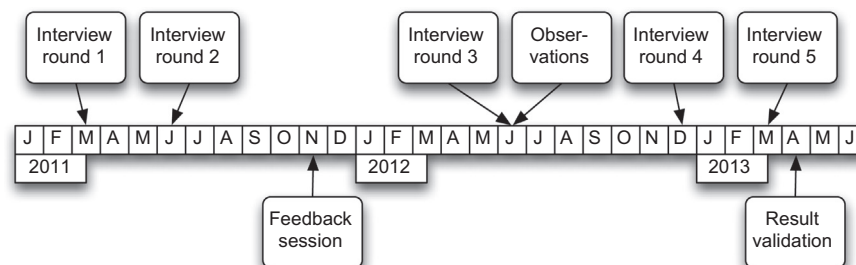 Interview
round 1
Interview
round 2
Interview
round 3
Obser-
vations
Interview
round 4
Interview
round 5
J F M A M J J A S O N D J F M A M J J A S O N D J F M A M J
2011
2012
2013
Feedback
session
Result
validation